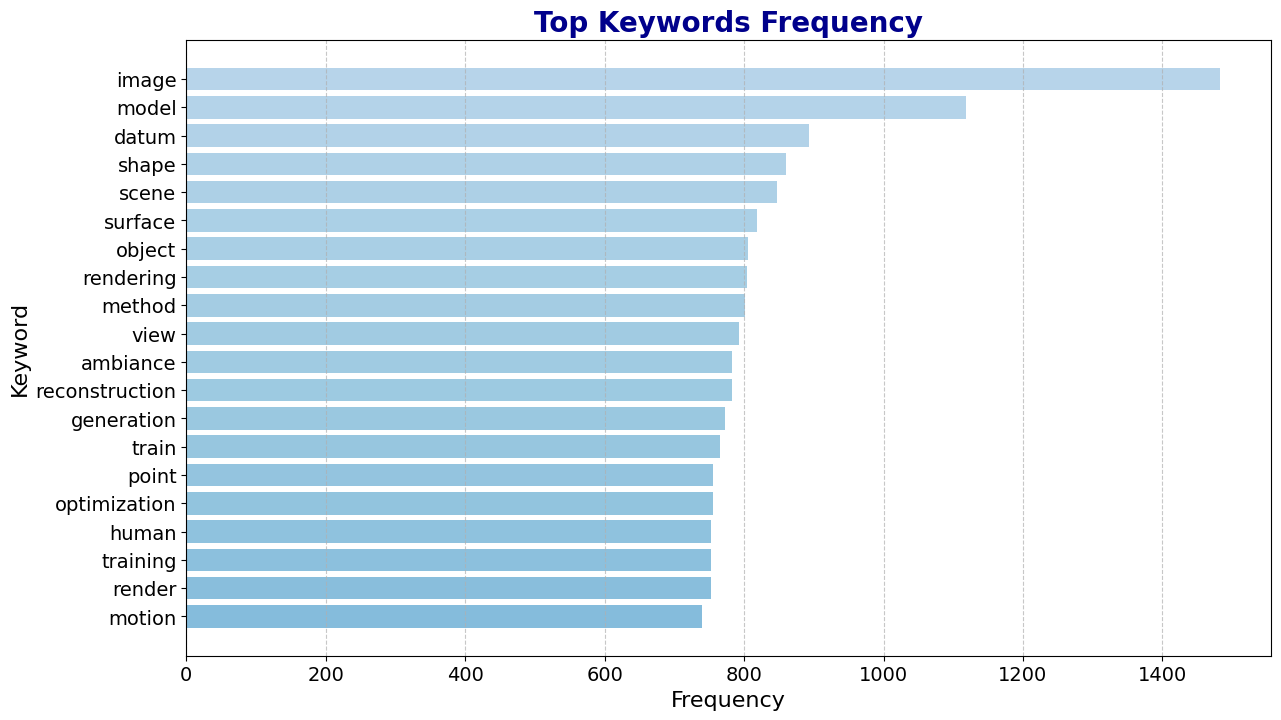 Top Keywords Frequency
Keyword
image
model
datum
shape
scene
surface
object
rendering
method
view
ambiance
reconstruction
generation
train
point
optimization
human
training
render
motion
0 200 400 600 800 1000 1200 1400
Frequency